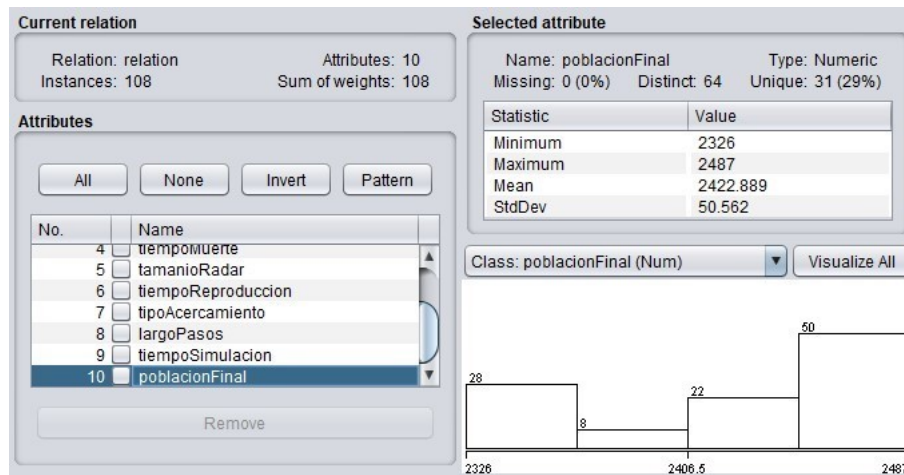 Current relation
Relation: relation
Attributes: 10
Instances: 108
Sum of weights: 108
Attributes
All
None
Invert
Pattern
No.
Name
4 tiempoMuerte
5 tamanioRadar
6 tiempoReproduccion
7 tipoAcercamiento
8 largoPasos
9 tiempoSimulacion
10 poblacionFinal
Remove
Selected attribute
Name: poblacionFinal
Type: Numeric
Missing: 0 (0%)
Distinct: 64
Unique: 31 (29%)
Statistic
Value
Minimum
2326
Maximum
2487
Mean
2422.889
StdDev
50.562
Class: poblacionFinal (Num)
Visualize All
28
8
22
50
2326
2406.5
2487